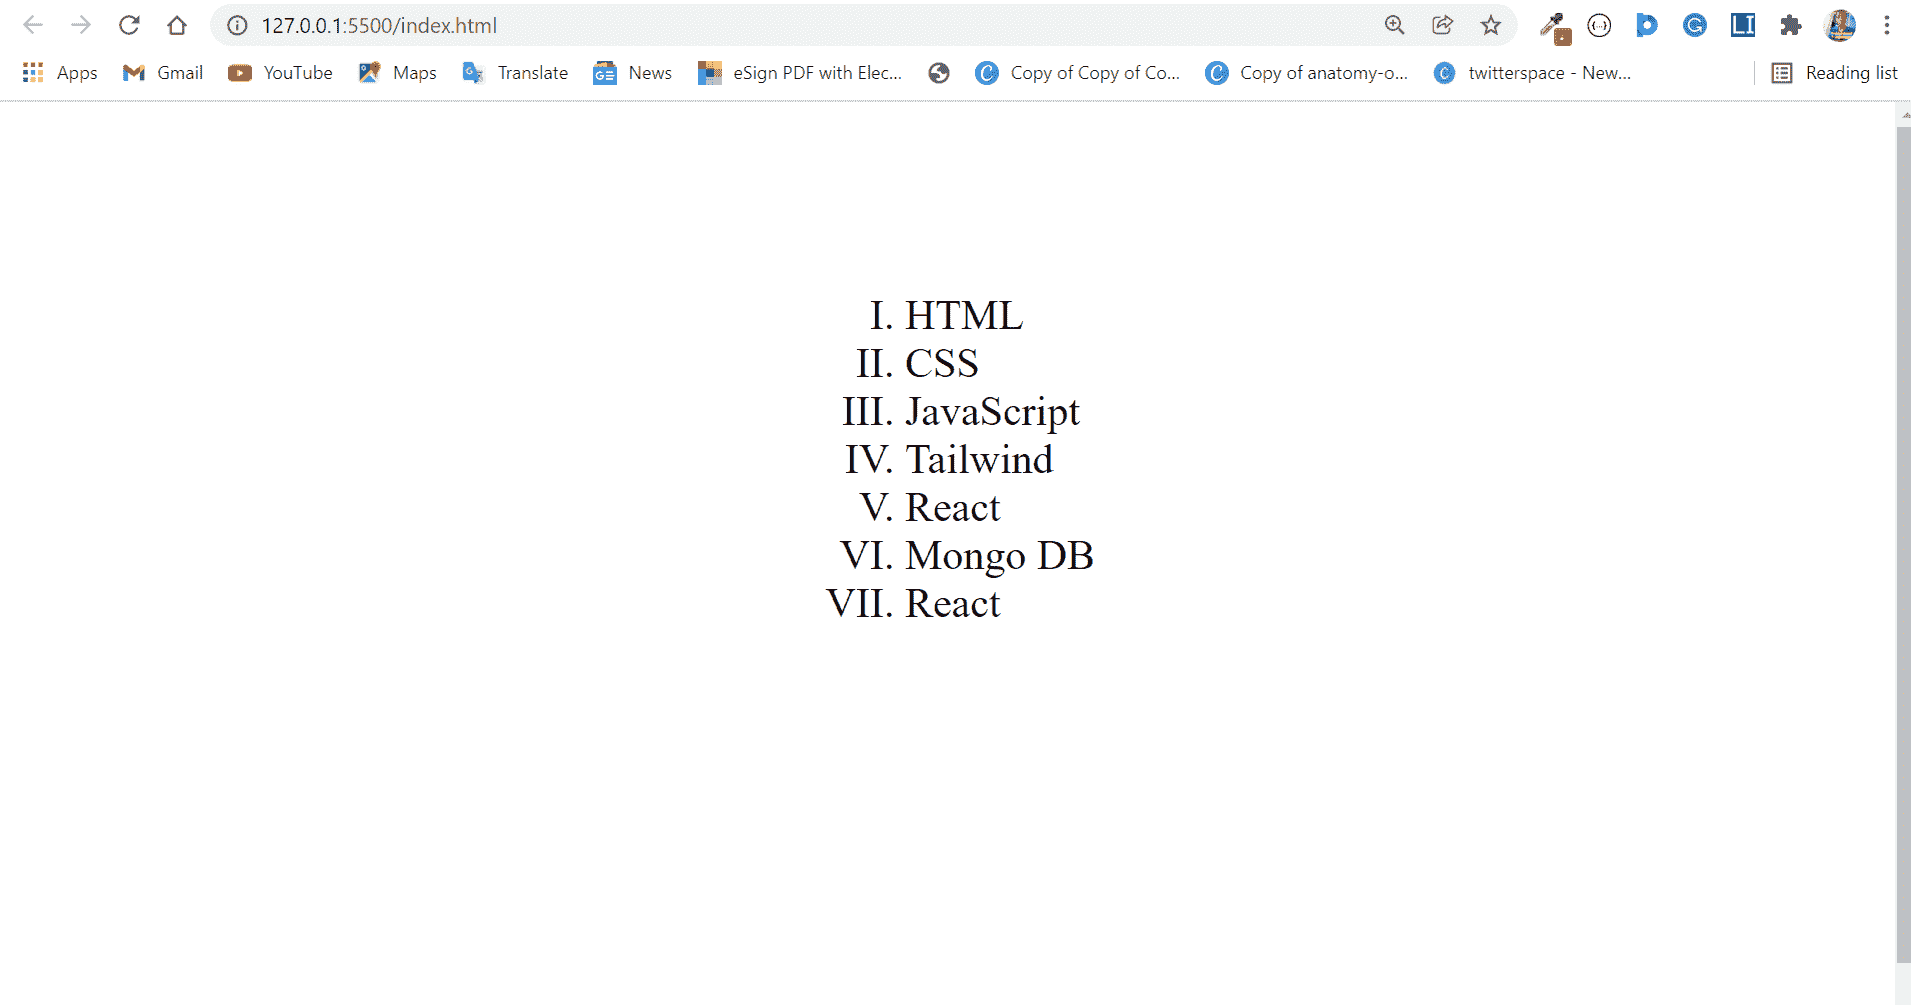 127.0.0.1:5500/index.html
Apps Gmail YouTube Maps Translate News eSign PDF with Elec... Copy of Copy of Co... Copy of anatomy-o... twitterspace - New... Reading list
I. HTML
II. CSS
III. JavaScript
IV. Tailwind
V. React
VI. Mongo DB
VII. React